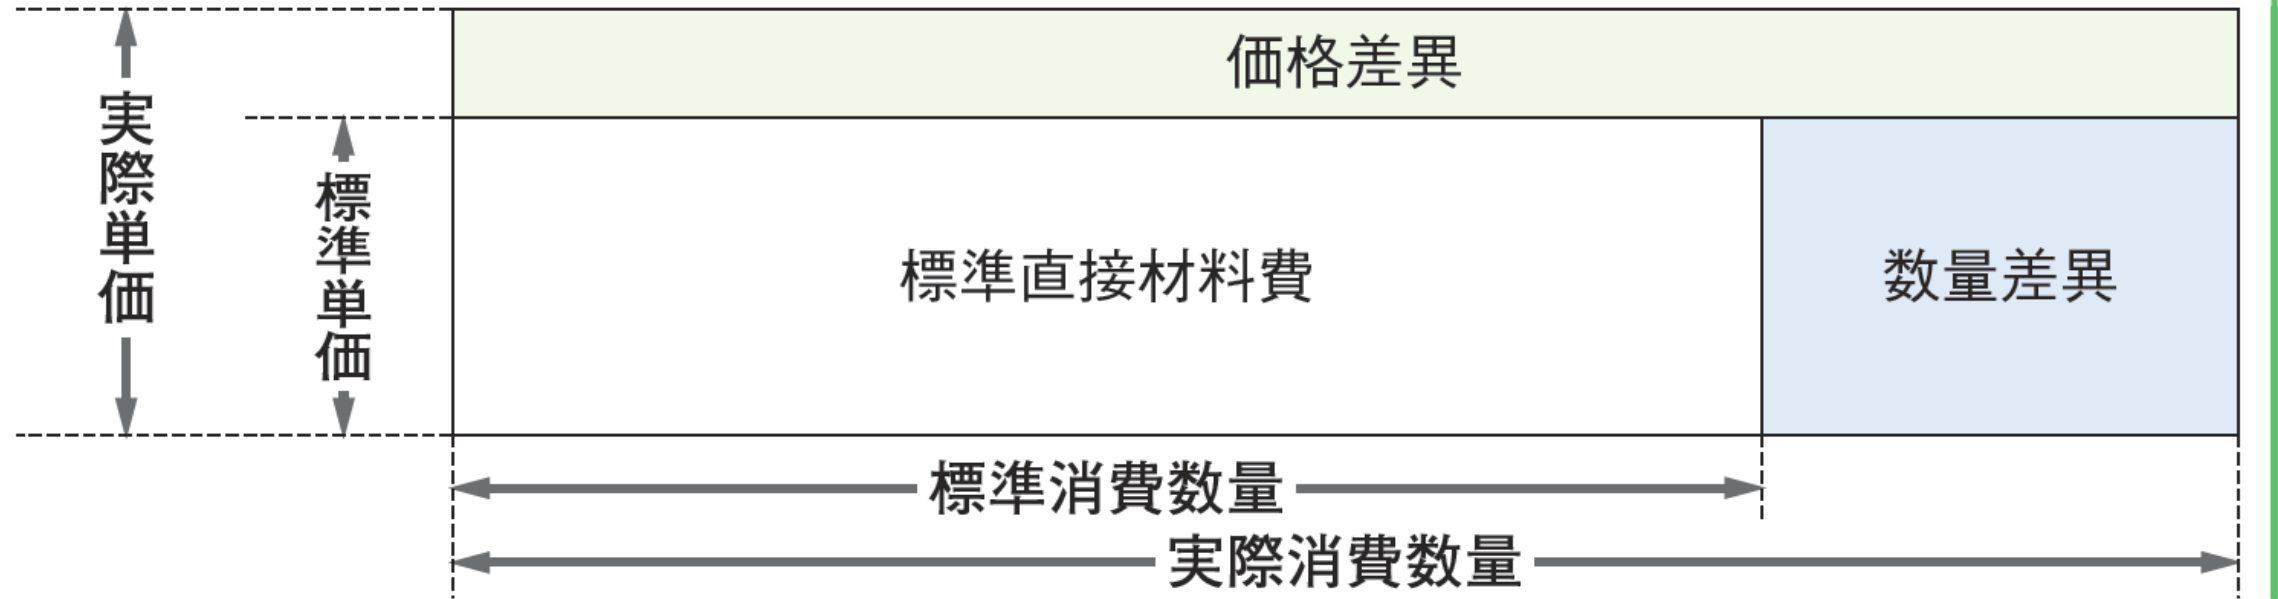 価格差異
実際単価
標準単価
標準直接材料費
数量差異
標準消費数量
実際消費数量